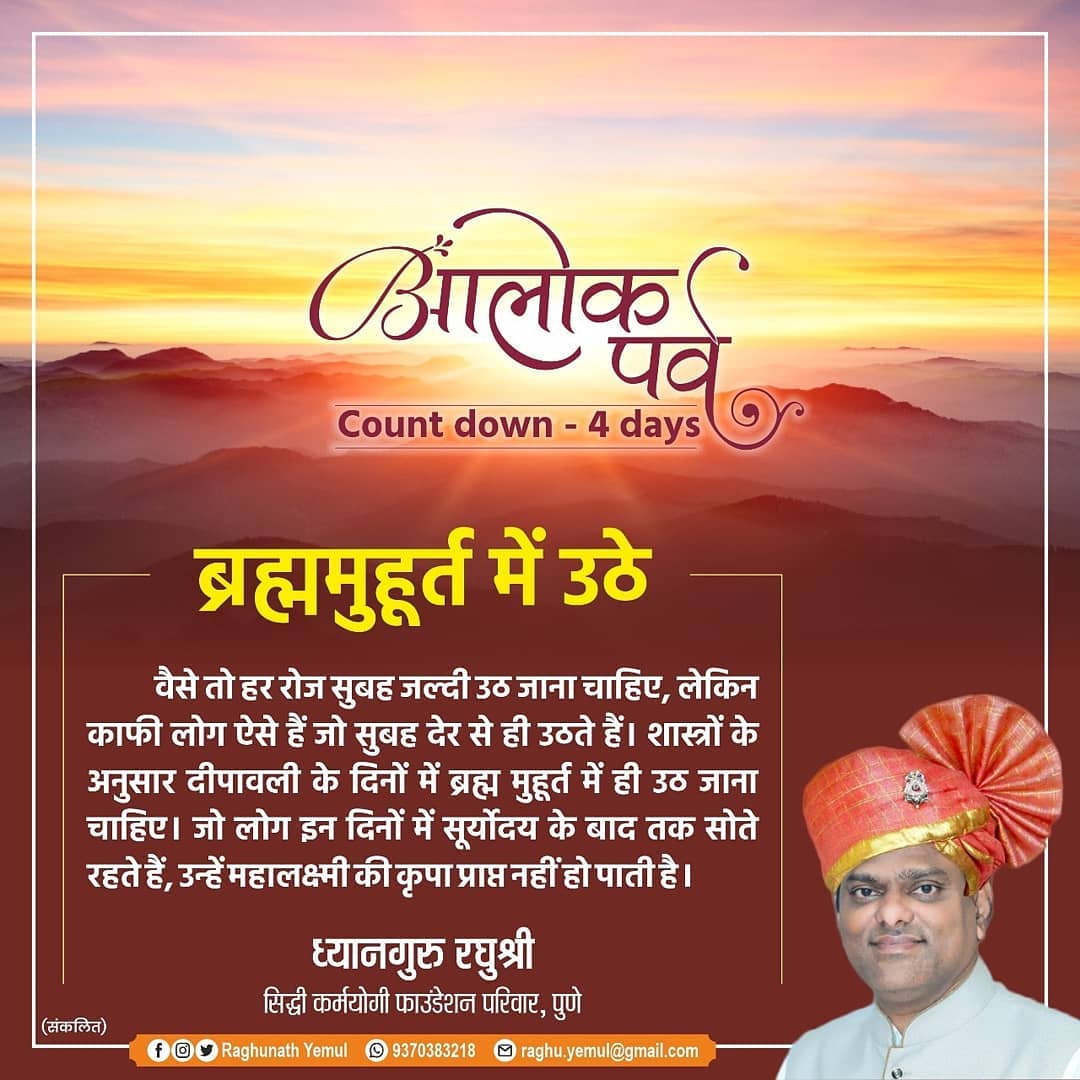 आलोक
पर्व
Count down - 4 days
ब्रह्ममुहूर्त में उठे
वैसे तो हर रोज सुबह जल्दी उठ जाना चाहिए, लेकिन
काफी लोग ऐसे हैं जो सुबह देर से ही उठते हैं। शास्त्रों के
अनुसार दीपावली के दिनों में ब्रह्म मुहूर्त में ही उठ जाना
चाहिए। जो लोग इन दिनों में सूर्योदय के बाद तक सोते
रहते हैं, उन्हें महालक्ष्मी की कृपा प्राप्त नहीं हो पाती है।
ध्यानगुरु रघुश्री
सिद्धी कर्मयोगी फाउंडेशन परिवार, पुणे
(संकलित)
Raghunath Yemul 9370383218 raghu.yemul@gmail.com